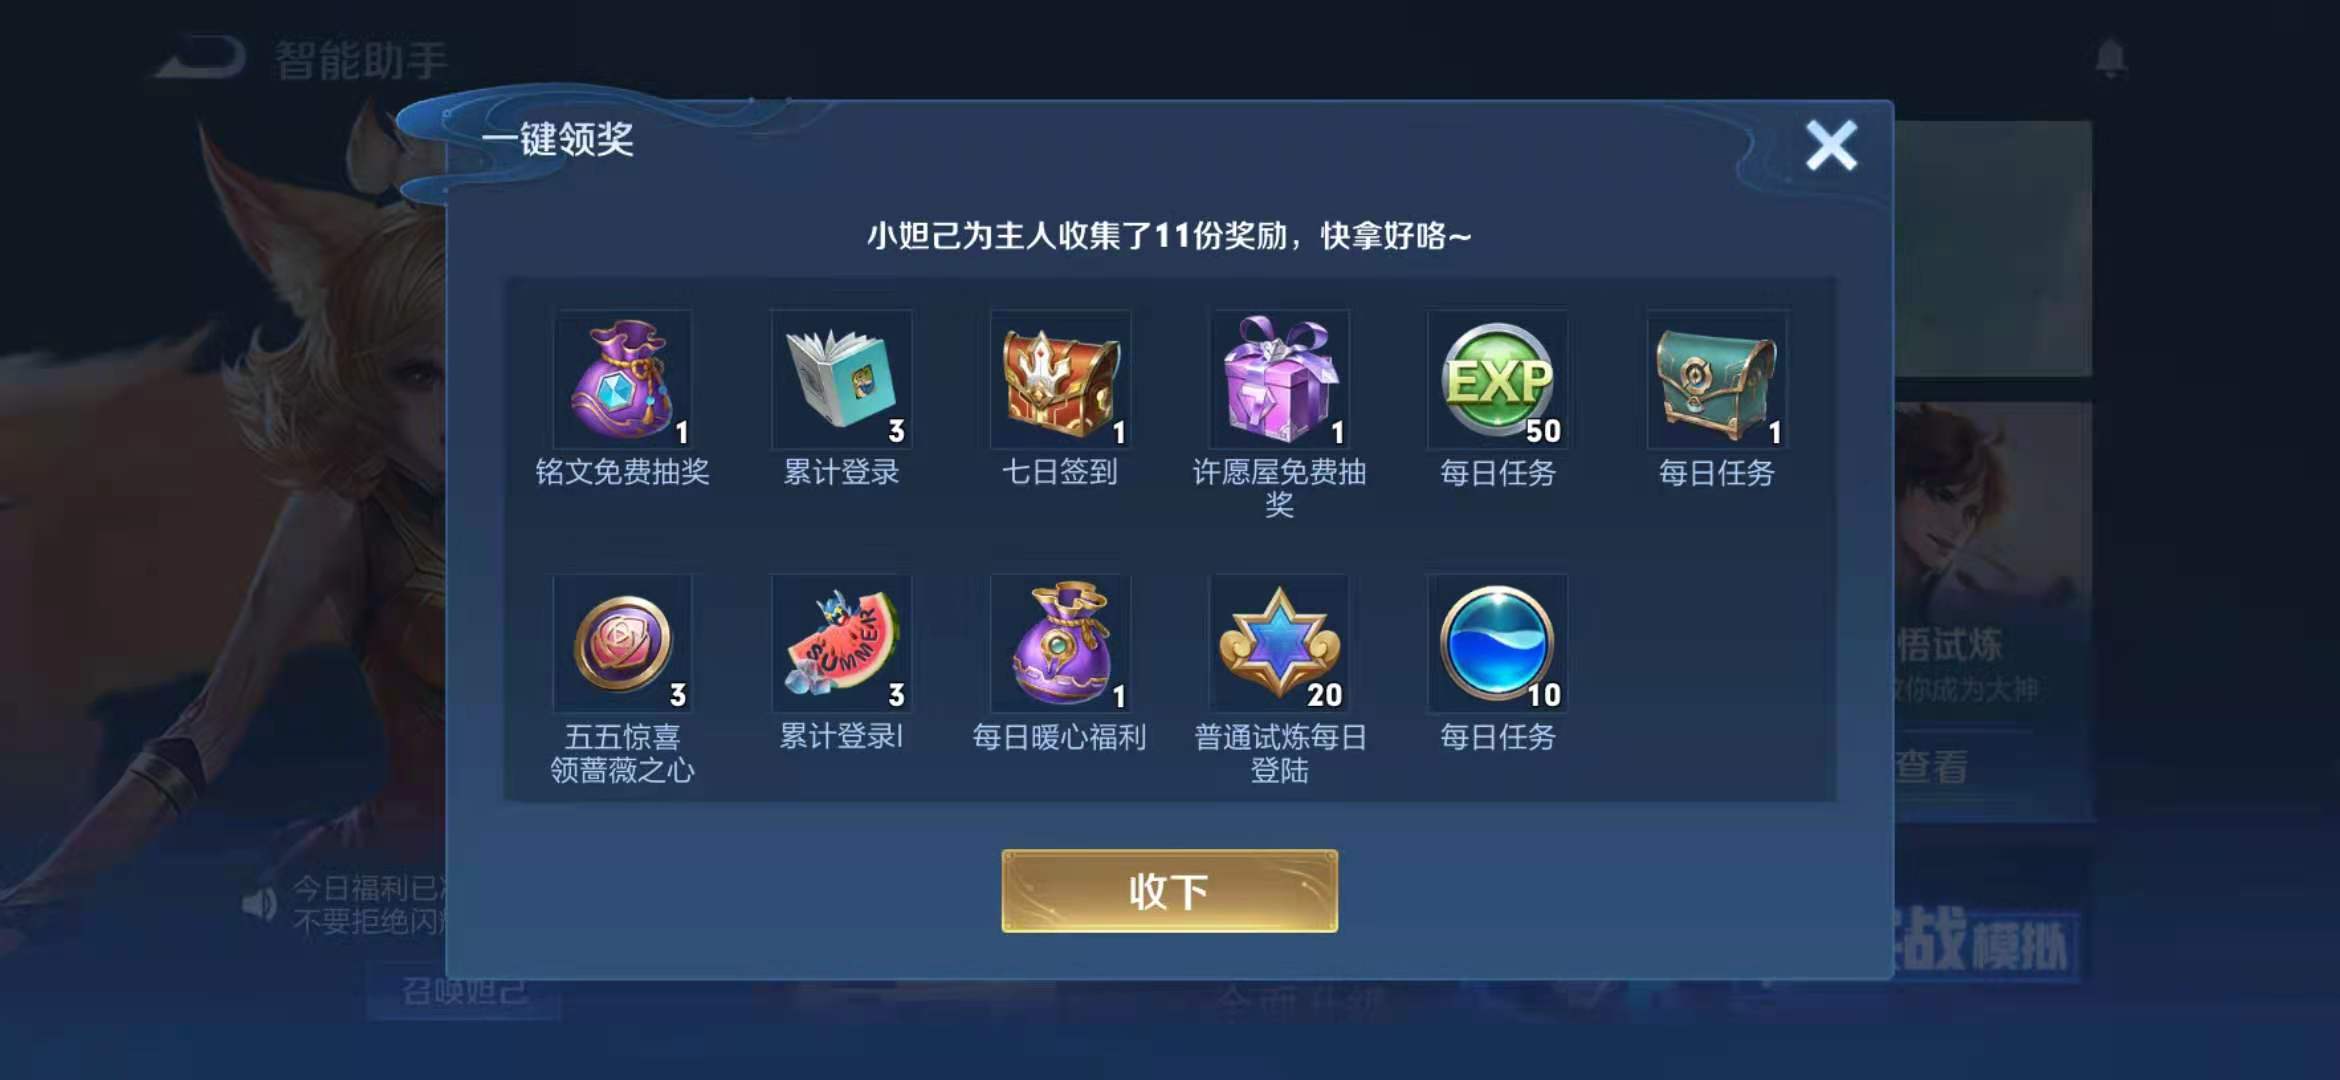 智能助手
一键领奖
小妲己为主人收集了11份奖励，快拿好咯~
1
3
1
1
EXP
50
1
铭文免费抽奖
累计登录
七日签到
许愿屋免费抽
奖
每日任务
每日任务
3
SUMMER
3
1
20
10
五五惊喜
领蔷薇之心
累计登录I
每日暖心福利
普通试炼每日
登陆
每日任务
收下
悟试炼
你成为大神
查看
今日福利已
不要拒绝闪
召唤妲己
战模拟
全面升级